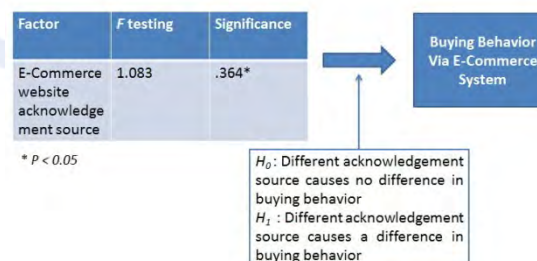 Factor F testing Significance
E-Commerce 1.083 .364*
website
acknowledge
ment source
* P < 0.05
Buying Behavior
Via E-Commerce
System
H0 : Different acknowledgement
source causes no difference in
buying behavior
H1 : Different acknowledgement
source causes a difference in
buying behavior